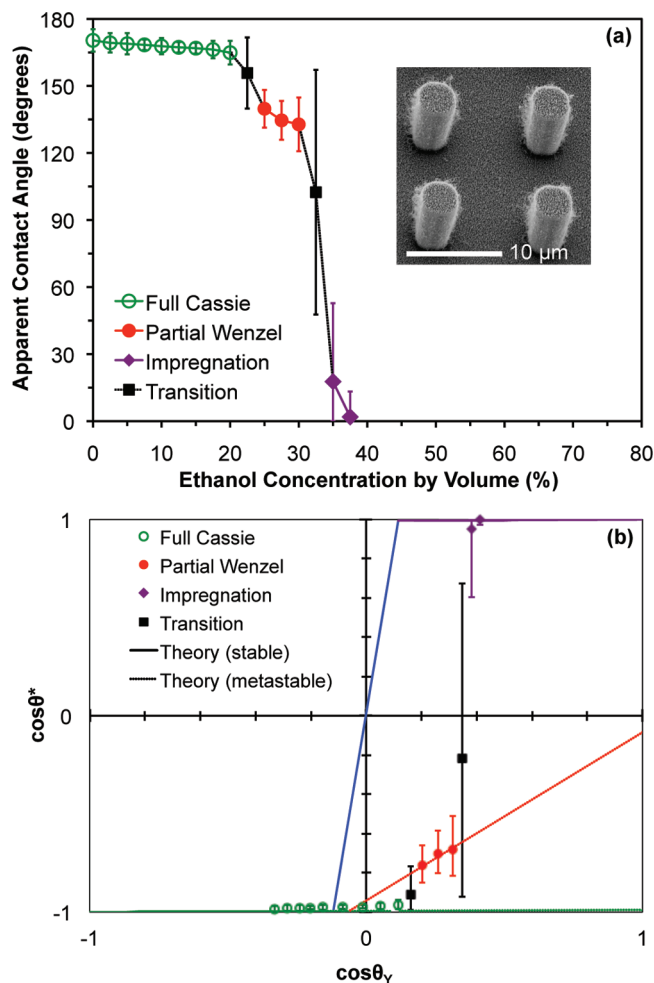 (a)
Apparent Contact Angle (degrees)
180
150
120
90
60
30
0
10 µm
Full Cassie
Partial Wenzel
Impregnation
Transition
0 10 20 30 40 50 60 70 80
Ethanol Concentration by Volume (%)
(b)
1
Full Cassie
Partial Wenzel
Impregnation
Transition
Theory (stable)
Theory (metastable)
cosθ*
0
-1
-1 0 1
cosθY